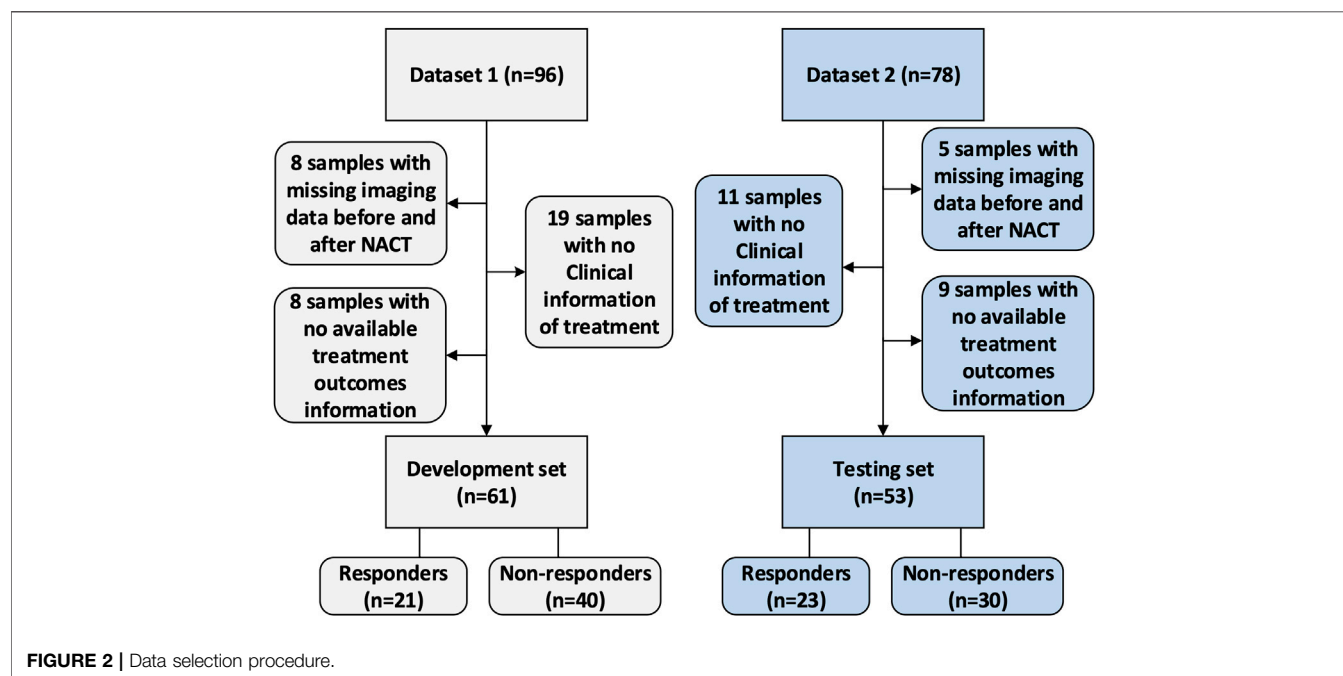 Dataset 1 (n=96)
8 samples with
missing imaging
data before and
after NACT
19 samples
with no
Clinical
information
of treatment
8 samples with
no available
treatment
outcomes
information
Development set
(n=61)
Responders
(n=21)
Non-responders
(n=40)
Dataset 2 (n=78)
5 samples with
missing imaging
data before and
after NACT
11 samples
with no
Clinical
information
of treatment
9 samples with
no available
treatment
outcomes
information
Testing set
(n=53)
Responders
(n=23)
Non-responders
(n=30)
FIGURE 2 | Data selection procedure.